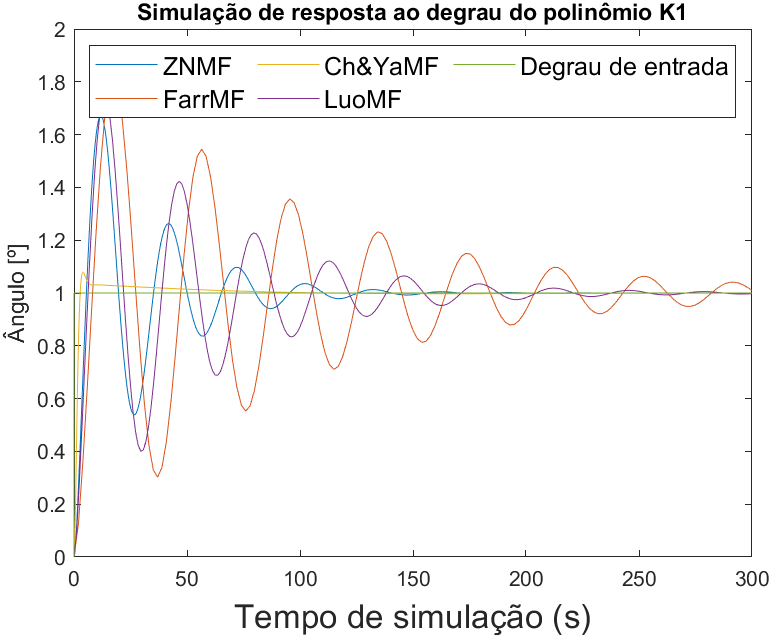 Simulação de resposta ao degrau do polinômio K1
2
1.8
1.6
1.4
1.2
1
0.8
0.6
0.4
0.2
0
Ângulo [º]
ZNMF Ch&YaMF Degrau de entrada
FarrMF LuoMF
0 50 100 150 200 250 300
Tempo de simulação (s)